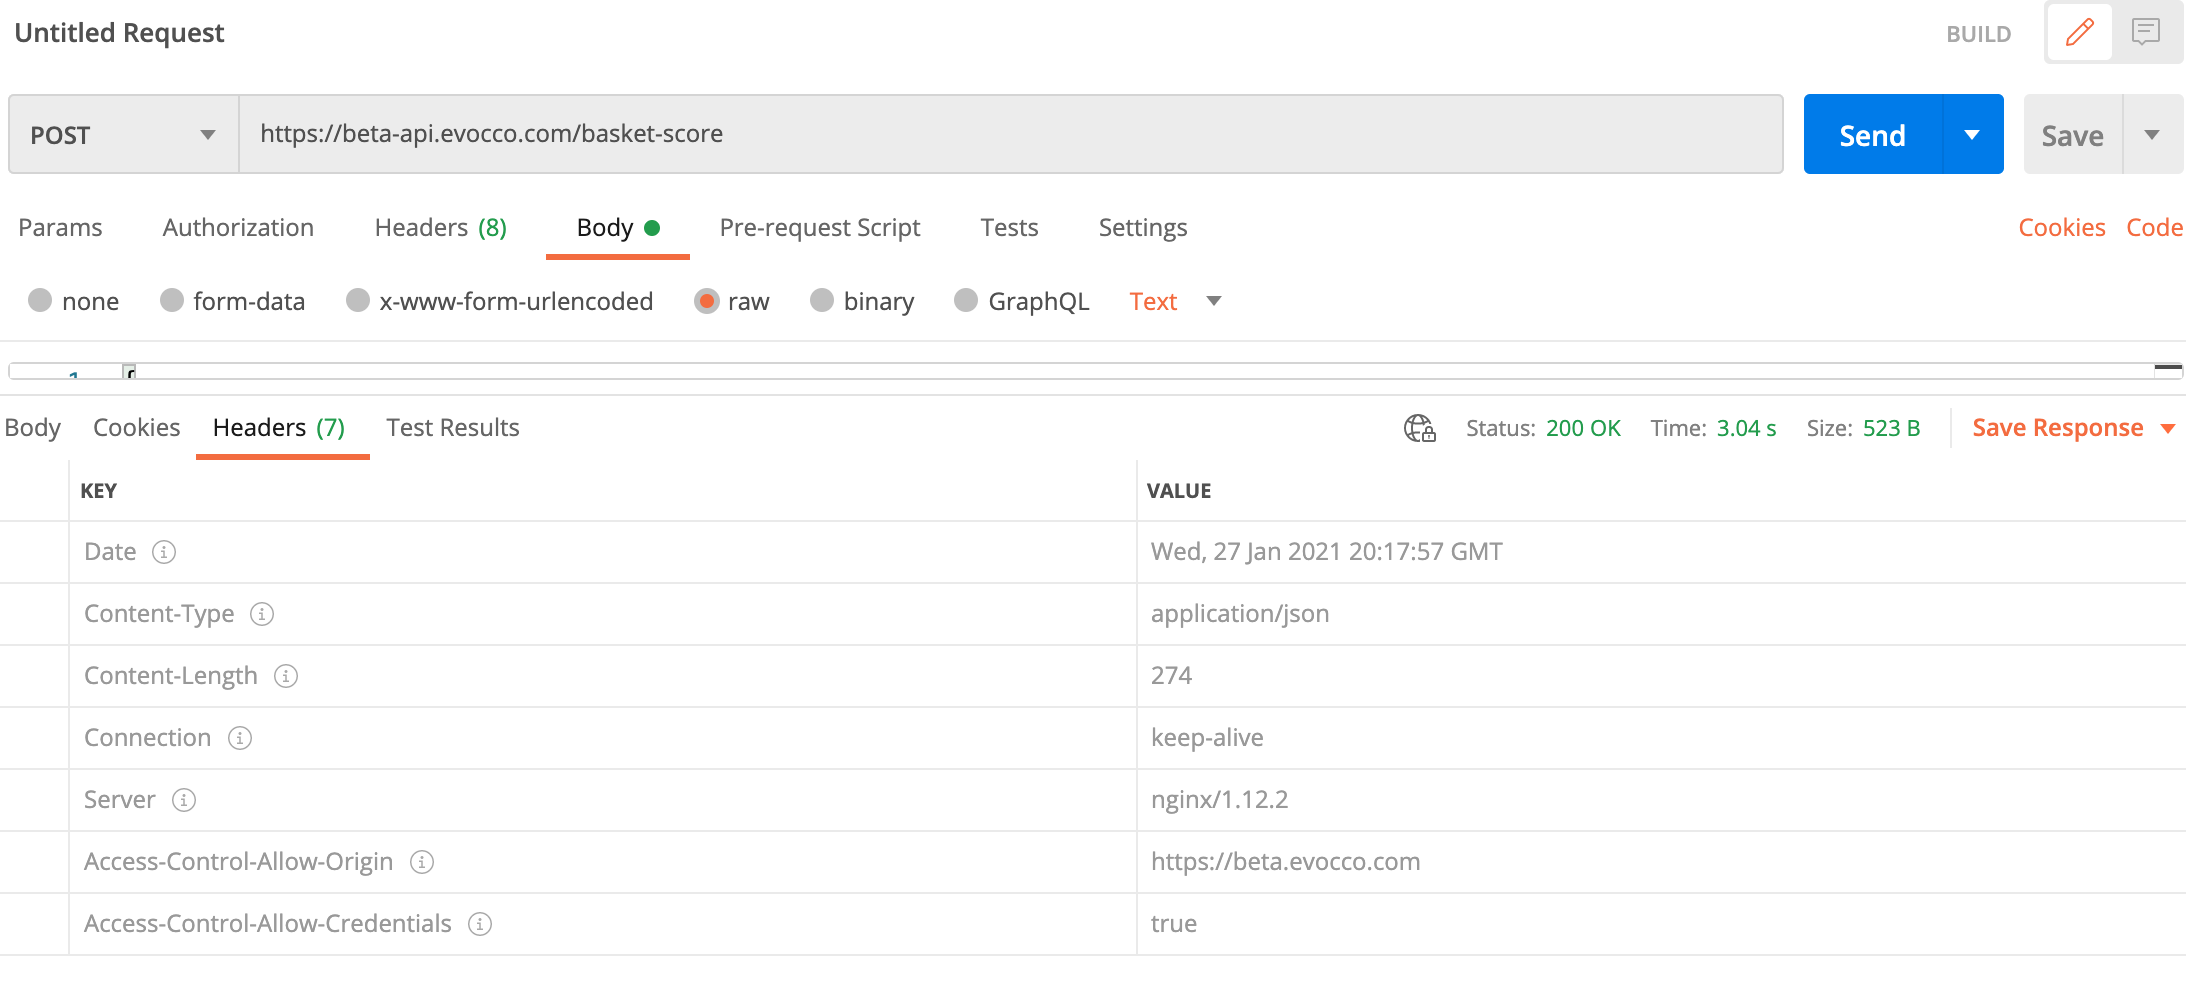 Untitled Request BUILD
POST https://beta-api.evocco.com/basket-score Send Save
Params Authorization Headers (8) Body Pre-request Script Tests Settings Cookies Code
none form-data x-www-form-urlencoded raw binary GraphQL Text
1 {
Body Cookies Headers (7) Test Results Status: 200 OK Time: 3.04 s Size: 523 B Save Response
KEY VALUE
Date Wed, 27 Jan 2021 20:17:57 GMT
Content-Type application/json
Content-Length 274
Connection keep-alive
Server nginx/1.12.2
Access-Control-Allow-Origin https://beta.evocco.com
Access-Control-Allow-Credentials true